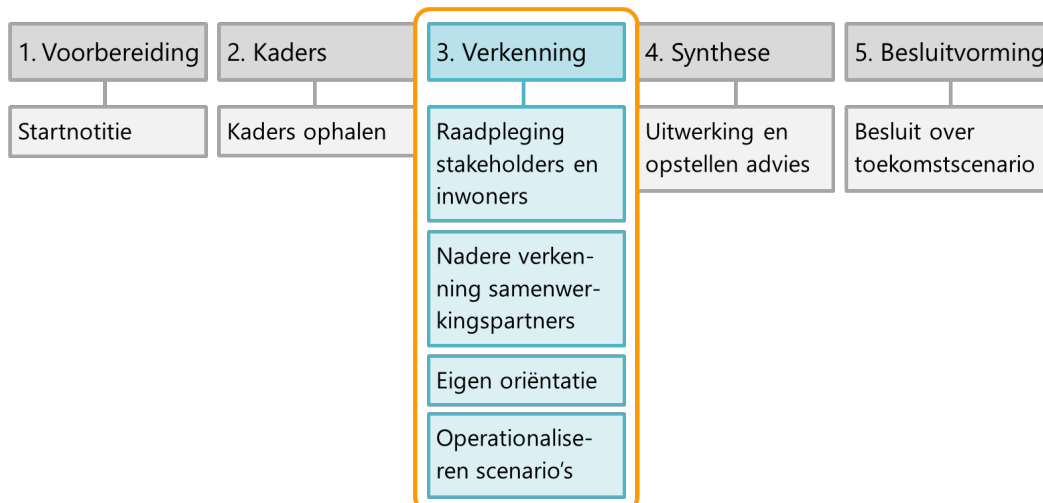 1. Voorbereiding
2. Kaders
3. Verkenning
4. Synthese
5. Besluitvorming
Startnotitie
Kaders ophalen
Raadpleging
stakeholders en
inwoners
Nadere verken-
ning samenwer-
kingspartners
Eigen oriëntatie
Operationalise-
ren scenario's
Uitwerking en
opstellen advies
Besluit over
toekomstscenario